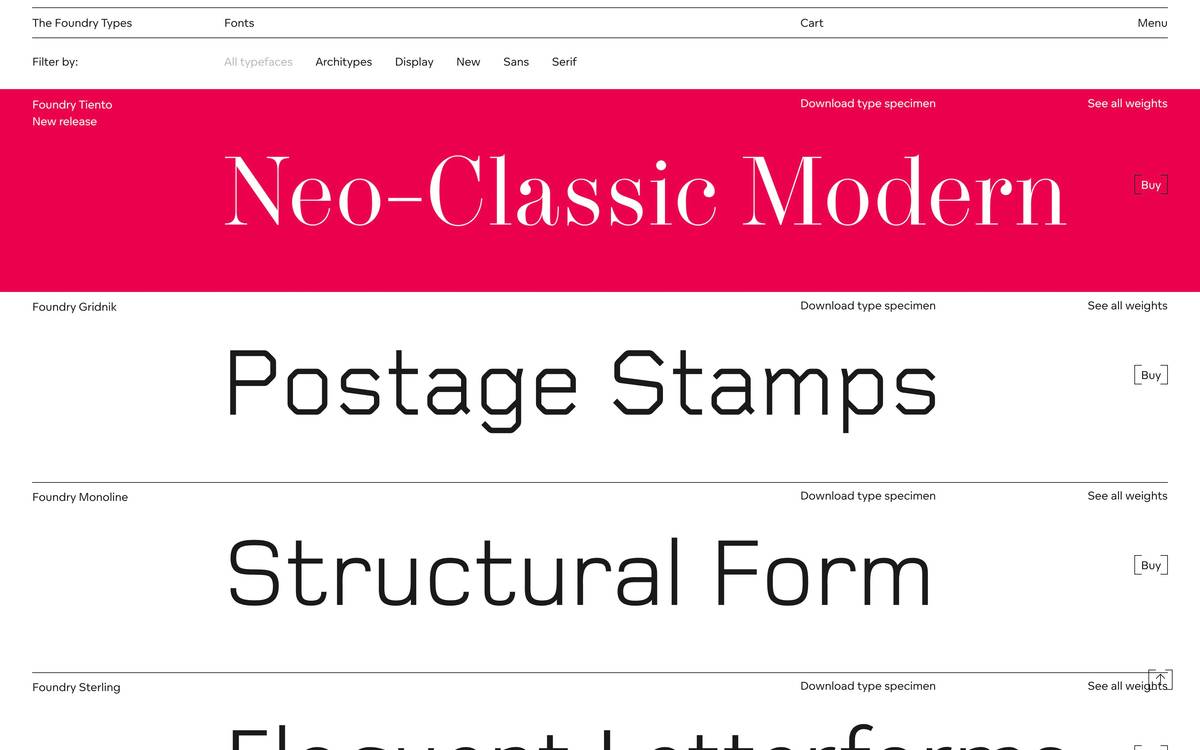 The Foundry Types Fonts Cart Menu
Filter by: All typefaces Architypes Display New Sans Serif
Foundry Tiento Download type specimen See all weights
New release
Neo-Classic Modern
Buy
Foundry Gridnik Download type specimen See all weights
Postage Stamps
Buy
Foundry Monoline Download type specimen See all weights
Structural Form
Buy
Foundry Sterling Download type specimen See all weights
Eloquent Letterforms